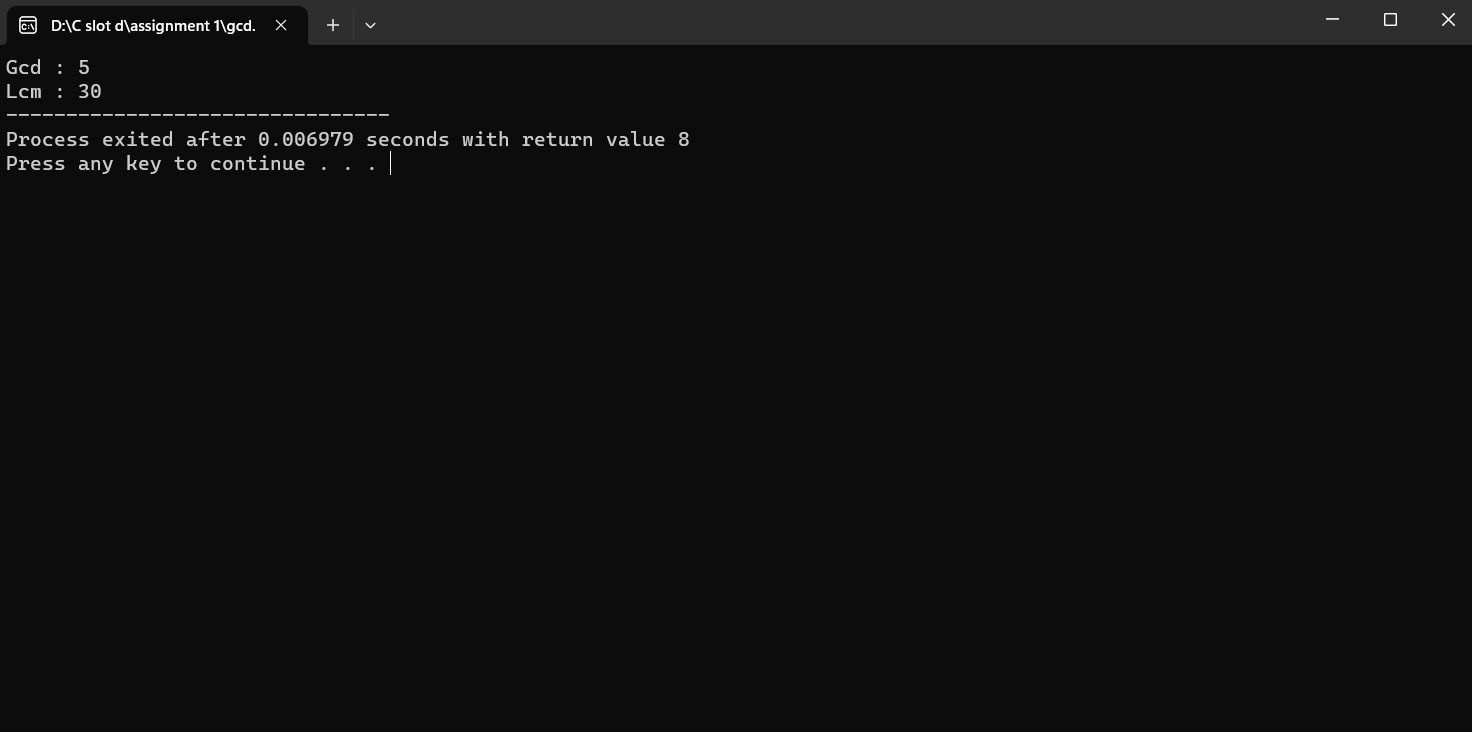 D:\C slot d\assignment 1\gcd.
Gcd : 5
Lcm : 30
--------------------------------
Process exited after 0.006979 seconds with return value 8
Press any key to continue . . .